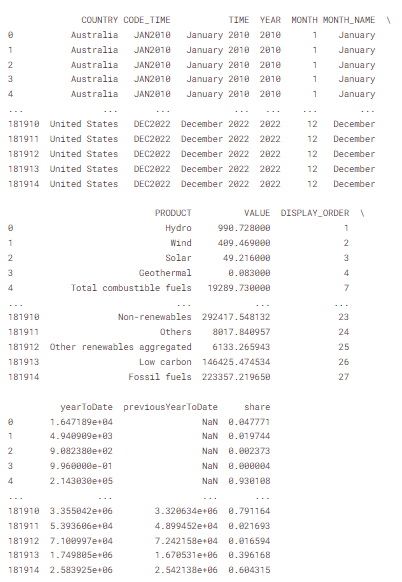 COUNTRY CODE_TIME TIME YEAR MONTH MONTH_NAME \
0 Australia JAN2010 January 2010 2010 1 January
1 Australia JAN2010 January 2010 2010 1 January
2 Australia JAN2010 January 2010 2010 1 January
3 Australia JAN2010 January 2010 2010 1 January
4 Australia JAN2010 January 2010 2010 1 January
... ... ... ... ... ... ...
181910 United States DEC2022 December 2022 2022 12 December
181911 United States DEC2022 December 2022 2022 12 December
181912 United States DEC2022 December 2022 2022 12 December
181913 United States DEC2022 December 2022 2022 12 December
181914 United States DEC2022 December 2022 2022 12 December
PRODUCT VALUE DISPLAY_ORDER \
0 Hydro 990.728000 1
1 Wind 409.469000 2
2 Solar 49.216000 3
3 Geothermal 0.083000 4
4 Total combustible fuels 19289.730000 7
... ... ... ...
181910 Non-renewables 292417.548132 23
181911 Others 8017.840957 24
181912 Other renewables aggregated 6133.265943 25
181913 Low carbon 146425.474534 26
181914 Fossil fuels 223357.219650 27
yearToDate previousYearToDate share
0 1.647189e+04 NaN 0.047771
1 4.940909e+03 NaN 0.019744
2 9.082380e+02 NaN 0.002373
3 9.960000e-01 NaN 0.000004
4 2.143030e+05 NaN 0.930108
... ... ... ...
181910 3.355042e+06 3.320634e+06 0.791164
181911 5.393606e+04 4.899452e+04 0.021693
181912 7.100997e+04 7.242158e+04 0.016594
181913 1.749805e+06 1.670531e+06 0.396168
181914 2.583925e+06 2.542138e+06 0.604315